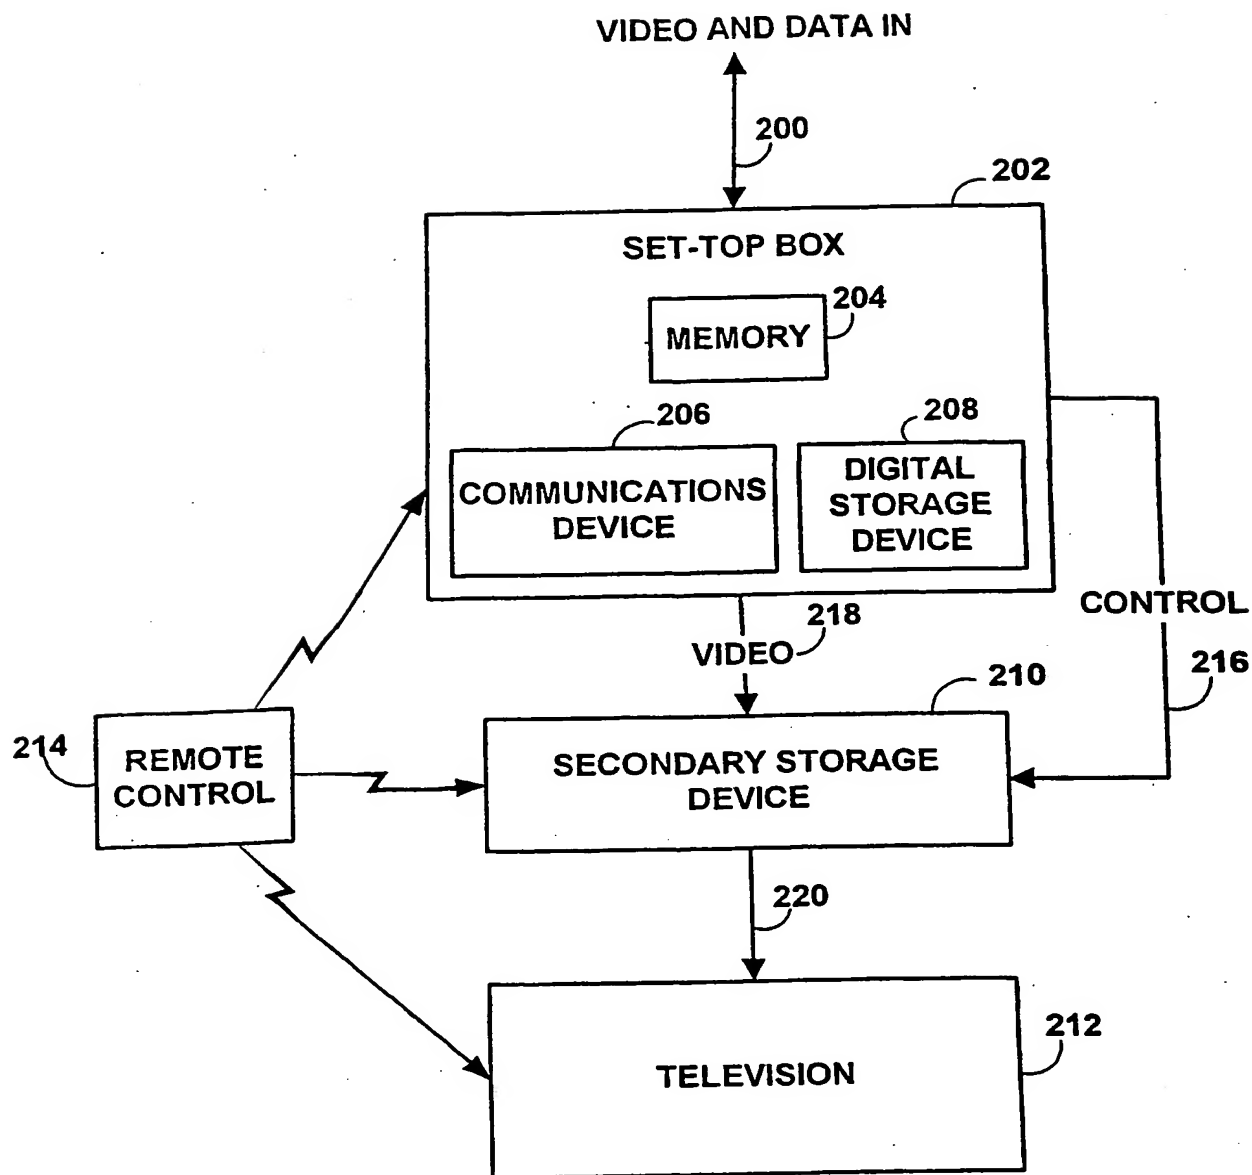 VIDEO AND DATA IN
200
202
SET-TOP BOX
204
MEMORY
206
208
COMMUNICATIONS
DEVICE
DIGITAL
STORAGE
DEVICE
CONTROL
218
VIDEO
216
210
214
REMOTE
CONTROL
SECONDARY STORAGE
DEVICE
220
212
TELEVISION